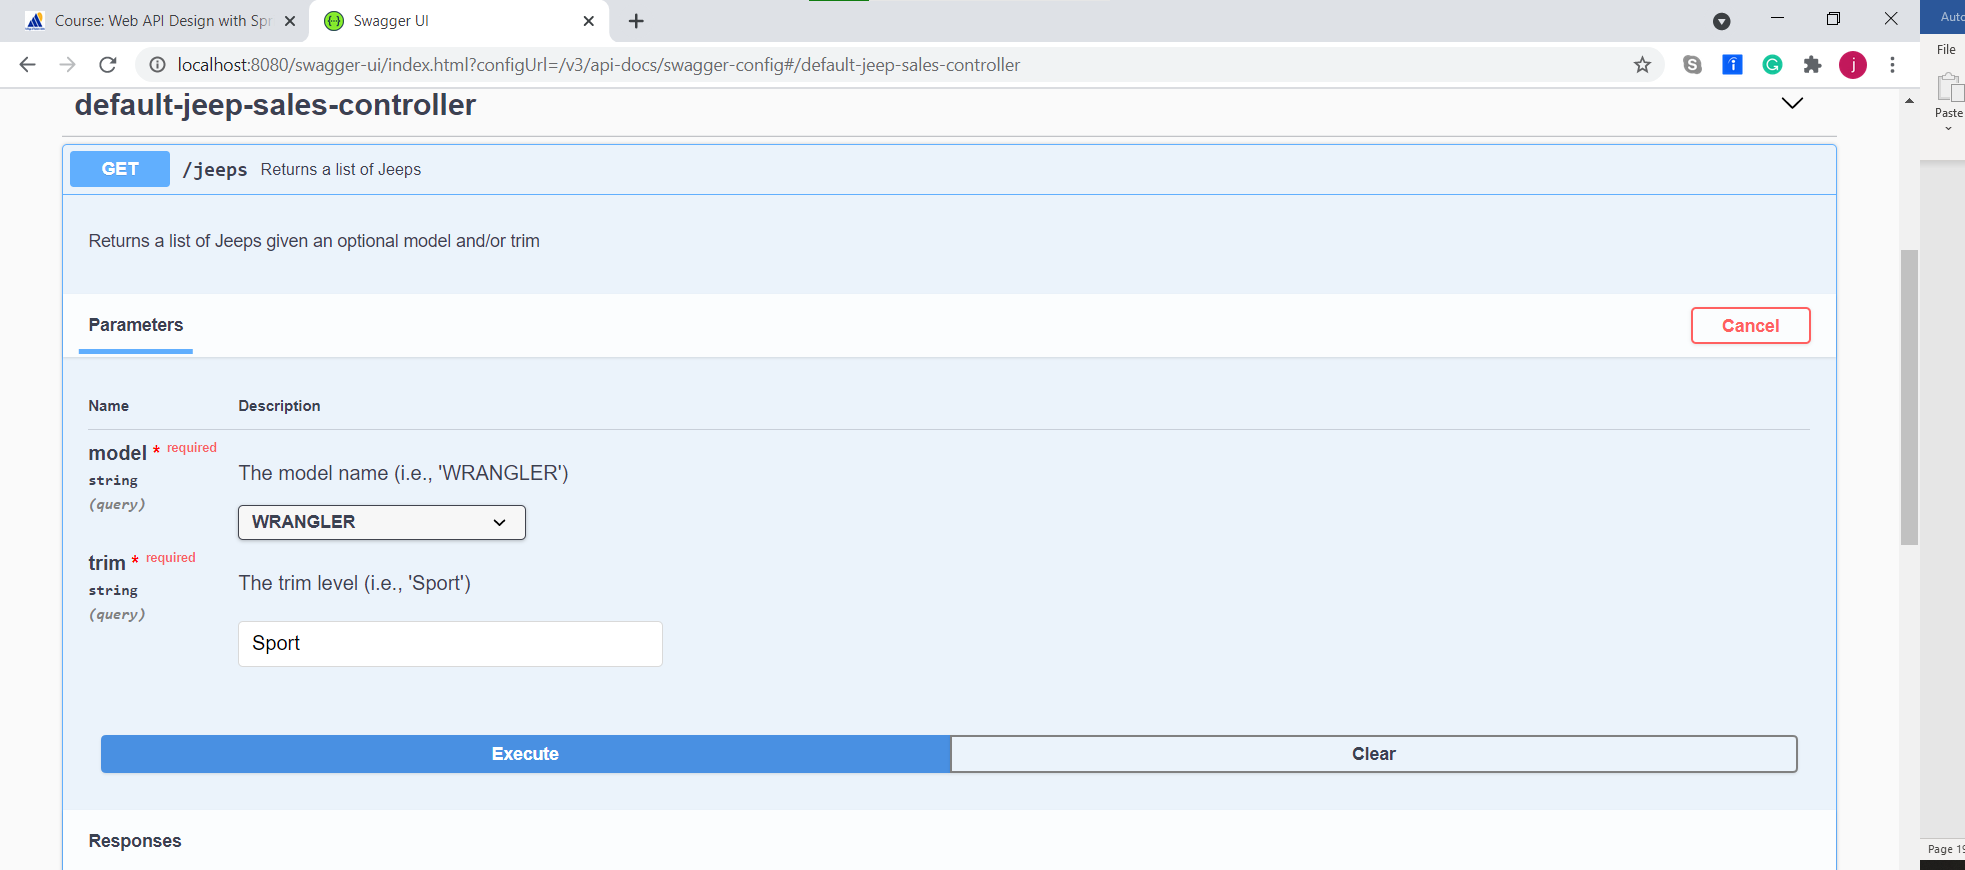 Course: Web API Design with Spr
Swagger UI
Auto
localhost:8080/swagger-ui/index.html?configUrl=/v3/api-docs/swagger-config#/default-jeep-sales-controller
j
File
Paste
default-jeep-sales-controller
GET /jeeps Returns a list of Jeeps
Returns a list of Jeeps given an optional model and/or trim
Parameters
Cancel
Name Description
model * required
string
(query)
The model name (i.e., 'WRANGLER')
WRANGLER
trim * required
string
(query)
The trim level (i.e., 'Sport')
Sport
Execute Clear
Responses
Page 19